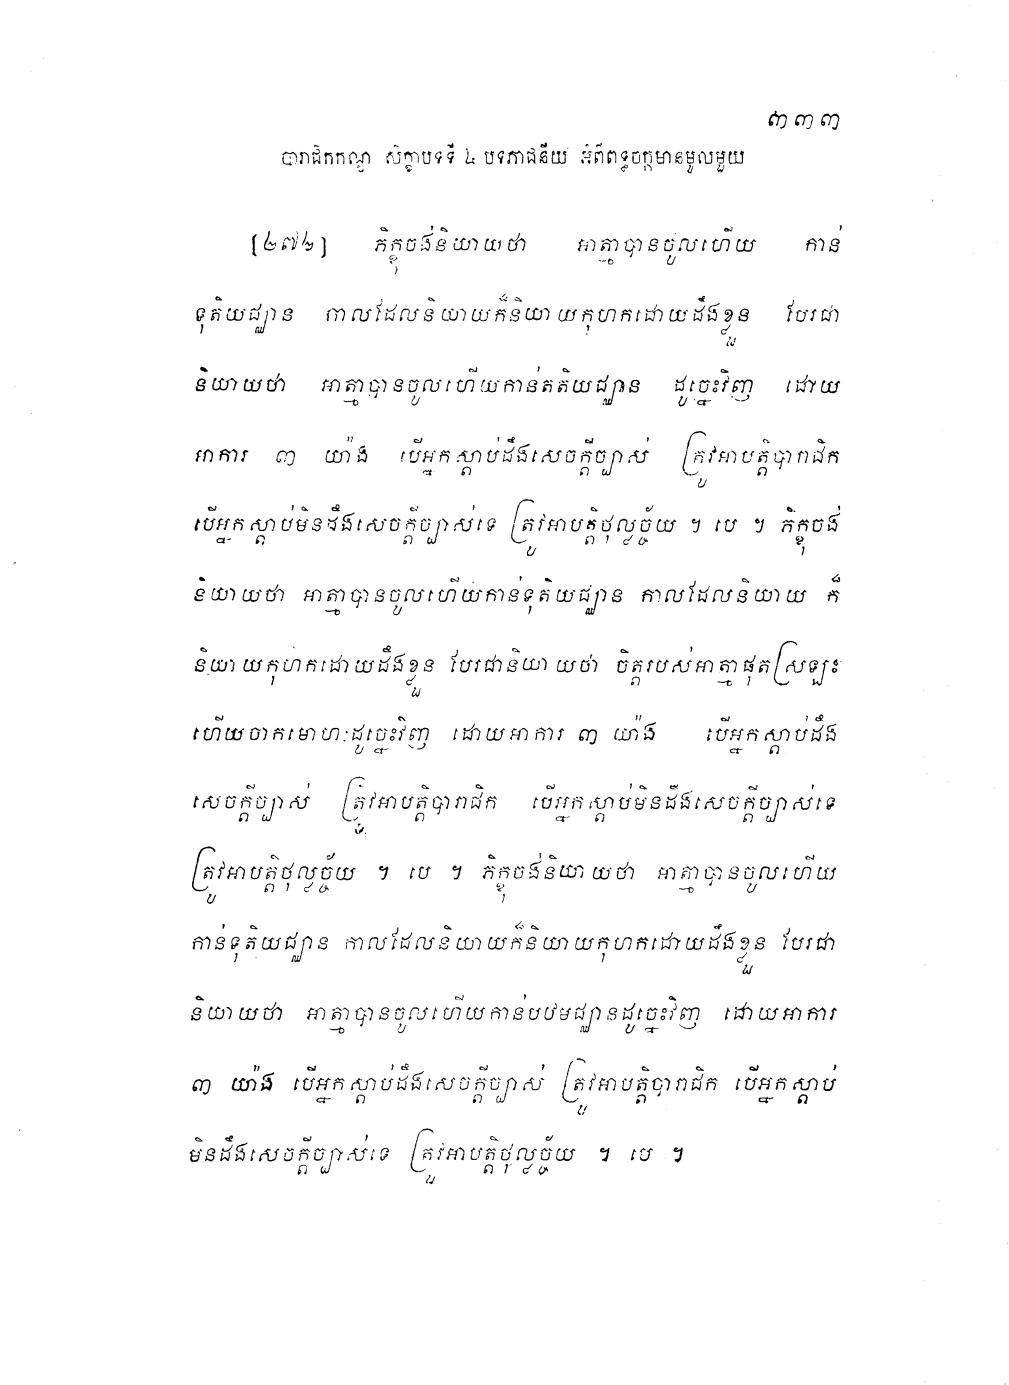 ៣៣៣
បារាជិកកណ្ឌ សិក្ខាបទទី ៤ បទភាជនីយ អំពីពទ្ធចក្កមានមូលមួយ
[៤៧៤] ភិក្ខុចង់និយាយថា អាត្មាបានចូលហើយ កាន់
ទុតិយជ្ឈាន កាលដែលនិយាយក៏និយាយកុហកដោយដឹងខ្លួន បែរជា
និយាយថា អាត្មាបានចូលហើយកាន់តតិយជ្ឈាន ដូច្នេះវិញ ដោយ
អាការ ៣ យ៉ាង បើអ្នកស្តាប់ដឹងសេចក្តីច្បាស់ ត្រូវអាបត្តិបារាជិក
បើអ្នកស្តាប់មិនដឹងសេចក្តីច្បាស់ទេ ត្រូវអាបត្តិថុល្លច្ច័យ ។ បេ ។ ភិក្ខុចង់
និយាយថា អាត្មាបានចូលហើយកាន់ទុតិយជ្ឈាន កាលដែលនិយាយ ក៏
និយាយកុហកដោយដឹងខ្លួន បែរជានិយាយថា ចិត្តរបស់អាត្មាផុតស្រឡះ
ហើយចាកមោហៈដូច្នេះវិញ ដោយអាការ ៣ យ៉ាង បើអ្នកស្តាប់ដឹង
សេចក្តីច្បាស់ ត្រូវអាបត្តិបារាជិក បើអ្នកស្តាប់មិនដឹងសេចក្តីច្បាស់ទេ
ត្រូវអាបត្តិថុល្លច្ច័យ ។ បេ ។ ភិក្ខុចង់និយាយថា អាត្មាបានចូលហើយ
កាន់ទុតិយជ្ឈាន កាលដែលនិយាយក៏និយាយកុហកដោយដឹងខ្លួន បែរជា
និយាយថា អាត្មាបានចូលហើយកាន់បឋមជ្ឈានដូច្នេះវិញ ដោយអាការ
៣ យ៉ាង បើអ្នកស្តាប់ដឹងសេចក្តីច្បាស់ ត្រូវអាបត្តិបារាជិក បើអ្នកស្តាប់
មិនដឹងសេចក្តីច្បាស់ទេ ត្រូវអាបត្តិថុល្លច្ច័យ ។ បេ ។